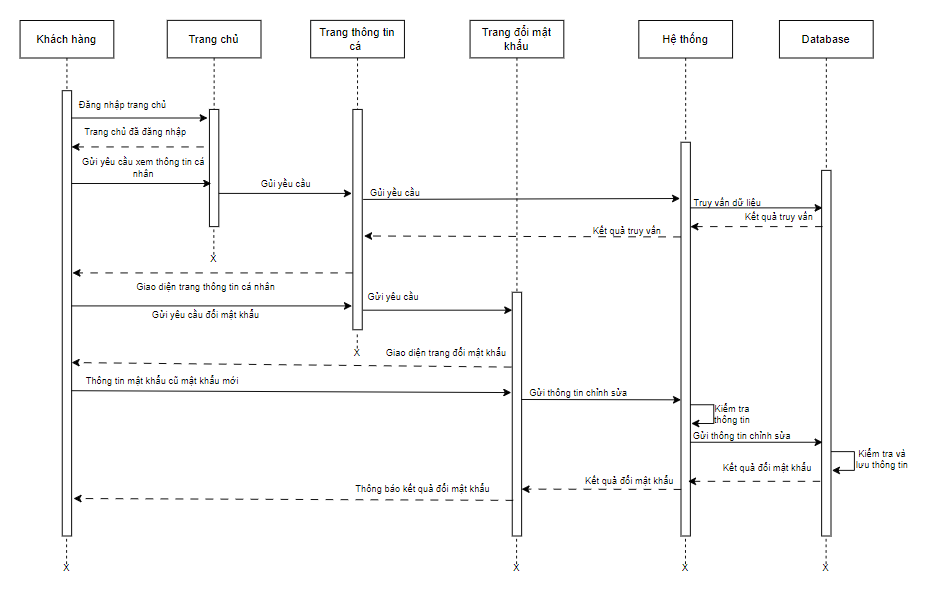 Khách hàng
Trang chủ
Trang thông tin
cá
Trang đổi mật
khẩu
Hệ thống
Database
Đăng nhập trang chủ
Trang chủ đã đăng nhập
Gửi yêu cầu xem thông tin cá
nhân
Gủi yều cầu
Gủi yêu cầu
Truy vấn dữ liệu
Kết quả truy vấn
Kết quả truy vấn
X
Giao diện trang thông tin cá nhân
Gửi yêu cầu
Gửi yêu cầu đổi mật khẩu
X
Giao diện trang đổi mật khẩu
Thông tin mật khẩu cũ mật khẩu mới
Gửi thông tin chỉnh sửa
Kiểm tra
thông tin
Gửi thông tin chỉnh sửa
Kiểm tra và
lưu thông tin
Kết quả đổi mật khẩu
Kết quả đổi mật khẩu
Thông báo kết quả đổi mật khẩu
X
X
X
X